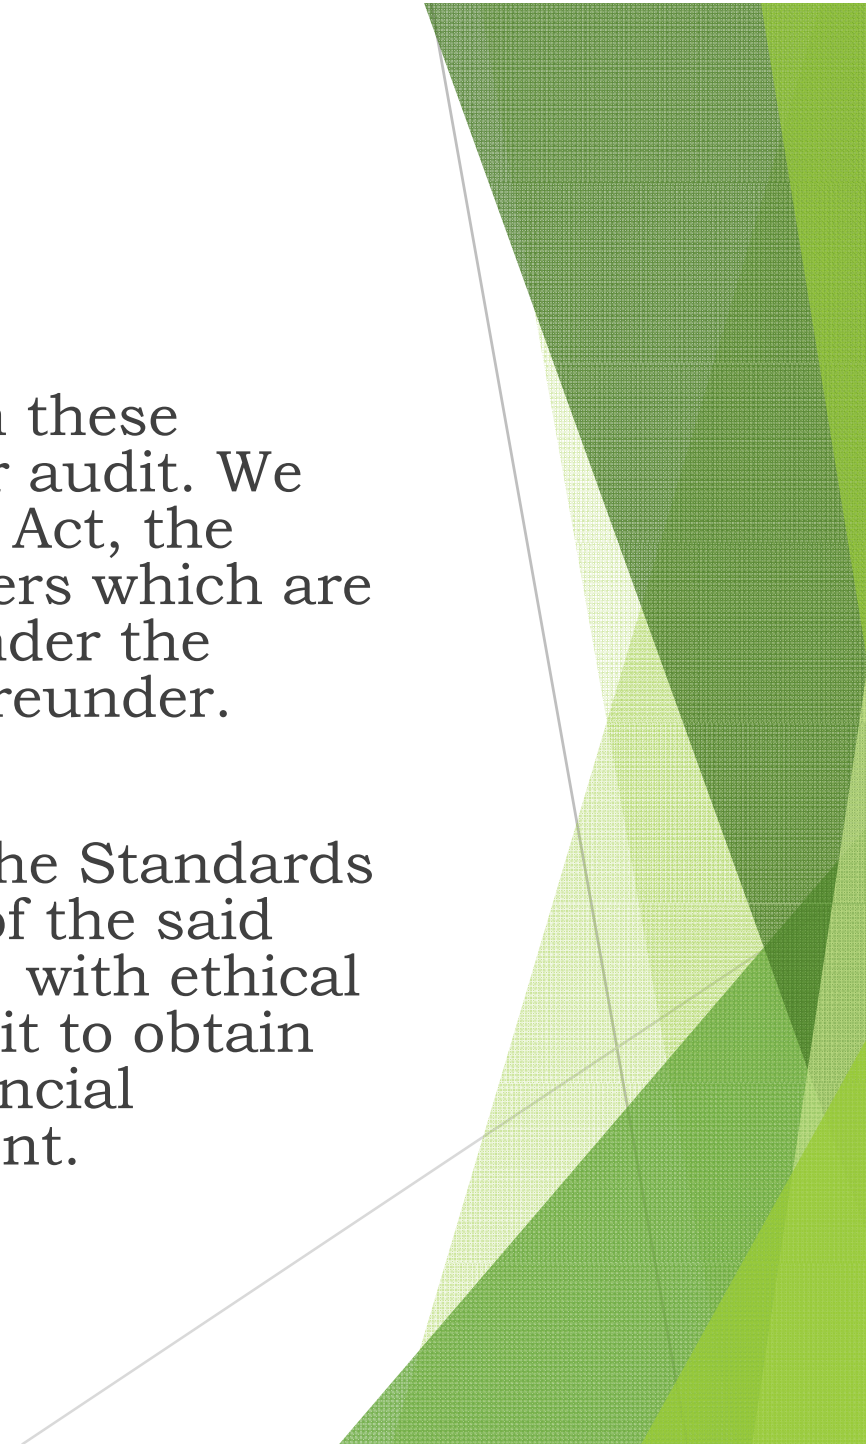 these
audit. We
Act, the
ers which are
der the
reunder.
he Standards
of the said
with ethical
it to obtain
ncial
nt.